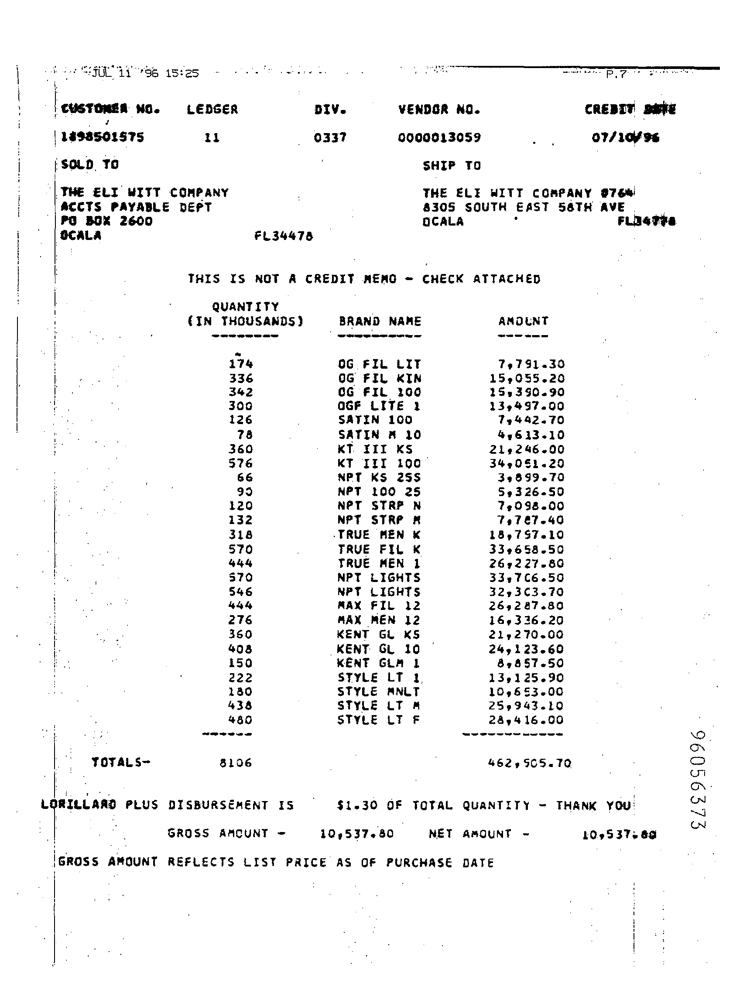 JUL 11 '96 15:25 P.7
CUSTOMER NO. LEDGER DIV. VENDOR NO. CREDIT DATE
1898501575 11 0337 0000013059 07/10/96
SOLD TO SHIP TO
THE ELI WITT COMPANY THE ELI WITT COMPANY #764
ACCTS PAYABLE DEPT 8305 SOUTH EAST 58TH AVE
PO BOX 2600 OCALA FL34478
OCALA FL34478
THIS IS NOT A CREDIT MEMO - CHECK ATTACHED
QUANTITY
(IN THOUSANDS) BRAND NAME AMOUNT
174 OG FIL LIT 7,791.30
336 OG FIL KIN 15,055.20
342 OG FIL 100 15,390.90
300 OGF LITE 1 13,497.00
126 SATIN 100 7,442.70
78 SATIN M 10 4,613.10
360 KT III KS 21,246.00
576 KT III 100 34,051.20
66 NPT KS 25S 3,899.70
90 NPT 100 25 5,326.50
120 NPT STRP N 7,098.00
132 NPT STRP M 7,787.40
318 TRUE MEN K 18,757.10
570 TRUE FIL K 33,658.50
444 TRUE MEN 1 26,227.80
570 NPT LIGHTS 33,706.50
546 NPT LIGHTS 32,303.70
444 MAX FIL 12 26,287.80
276 MAX MEN 12 16,336.20
360 KENT GL KS 21,270.00
408 KENT GL 10 24,123.60
150 KENT GLM 1 8,857.50
222 STYLE LT 1 13,125.90
180 STYLE MNLT 10,653.00
438 STYLE LT M 25,943.10
480 STYLE LT F 28,416.00
TOTALS- 8106 462,505.70
LORILLARD PLUS DISBURSEMENT IS $1.30 OF TOTAL QUANTITY - THANK YOU
GROSS AMOUNT - 10,537.80 NET AMOUNT - 10,537.80
GROSS AMOUNT REFLECTS LIST PRICE AS OF PURCHASE DATE
96056373